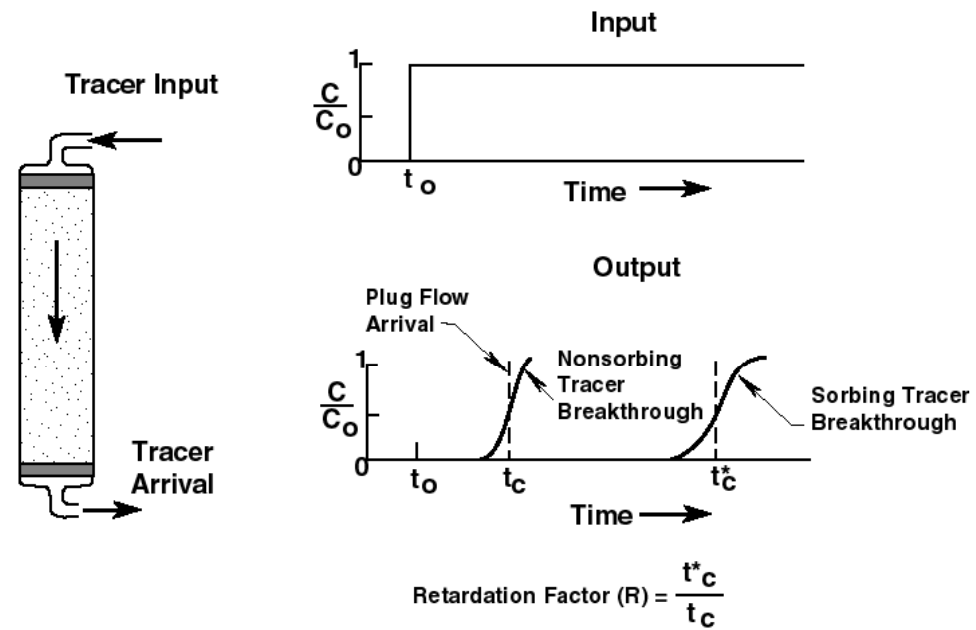 Input
Tracer Input
1
C
Co
0
to
Time
Output
Plug Flow
Arrival
1
C
Co
0
Nonsorbing
Tracer
Breakthrough
Sorbing Tracer
Breakthrough
Tracer
Arrival
to
tc
t*c
Time
Retardation Factor (R) = t*c
tc